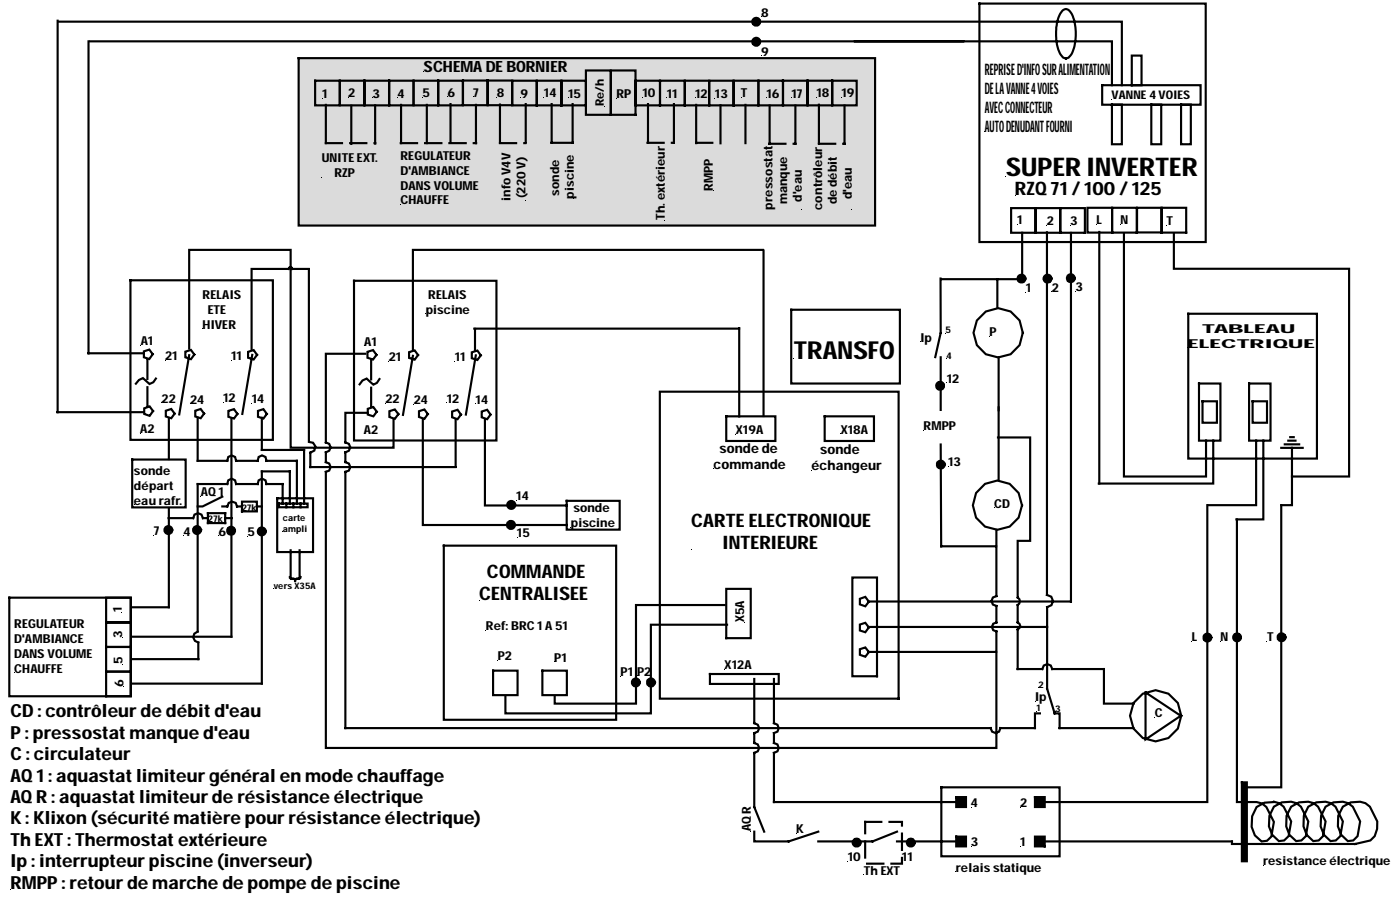 8
9
SCHEMA DE BORNIER
1 2 3 4 5 6 7 8 9 14 15 Re/h RP 10 11 12 13 T 16 17 18 19
UNITE EXT.
RZP
REGULATEUR
D'AMBIANCE
DANS VOLUME
CHAUFFE
info V4V
(220 V)
sonde
piscine
Th. extérieur
RMPP
pressostat
manque
d'eau
contrôleur
de débit
d'eau
REPRISE D'INFO SUR ALIMENTATION
DE LA VANNE 4 VOIES
AVEC CONNECTEUR
AUTO DENUDANT FOURNI
VANNE 4 VOIES
SUPER INVERTER
RZQ 71 / 100 / 125
1 2 3 L N T
1 2 3
RELAIS
ETE
HIVER
A1
21
11
22
24
12
14
A2
RELAIS
piscine
A1
21
11
22
24
12
14
A2
TRANSFO
Ip
5
4
12
RMPP
13
P
CD
TABLEAU
ELECTRIQUE
sonde
départ
eau rafr.
AQ 1
27k
27k
carte
ampli
vers X35A
7 4 6 5
14
15
sonde
piscine
X19A
sonde de
commande
X18A
sonde
échangeur
CARTE ELECTRONIQUE
INTERIEURE
X5A
X12A
COMMANDE
CENTRALISEE
Ref: BRC 1 A 51
P2
P1
P1 P2
REGULATEUR
D'AMBIANCE
DANS VOLUME
CHAUFFE
1
3
5
6
L N T
2
Ip
1 3
C
AQ R
K
10
11
Th EXT
4 2
3 1
relais statique
resistance électrique
CD : contrôleur de débit d'eau
P : pressostat manque d'eau
C : circulateur
AQ 1 : aquastat limiteur général en mode chauffage
AQ R : aquastat limiteur de résistance électrique
K : Klixon (sécurité matière pour résistance électrique)
Th EXT : Thermostat extérieure
Ip : interrupteur piscine (inverseur)
RMPP : retour de marche de pompe de piscine